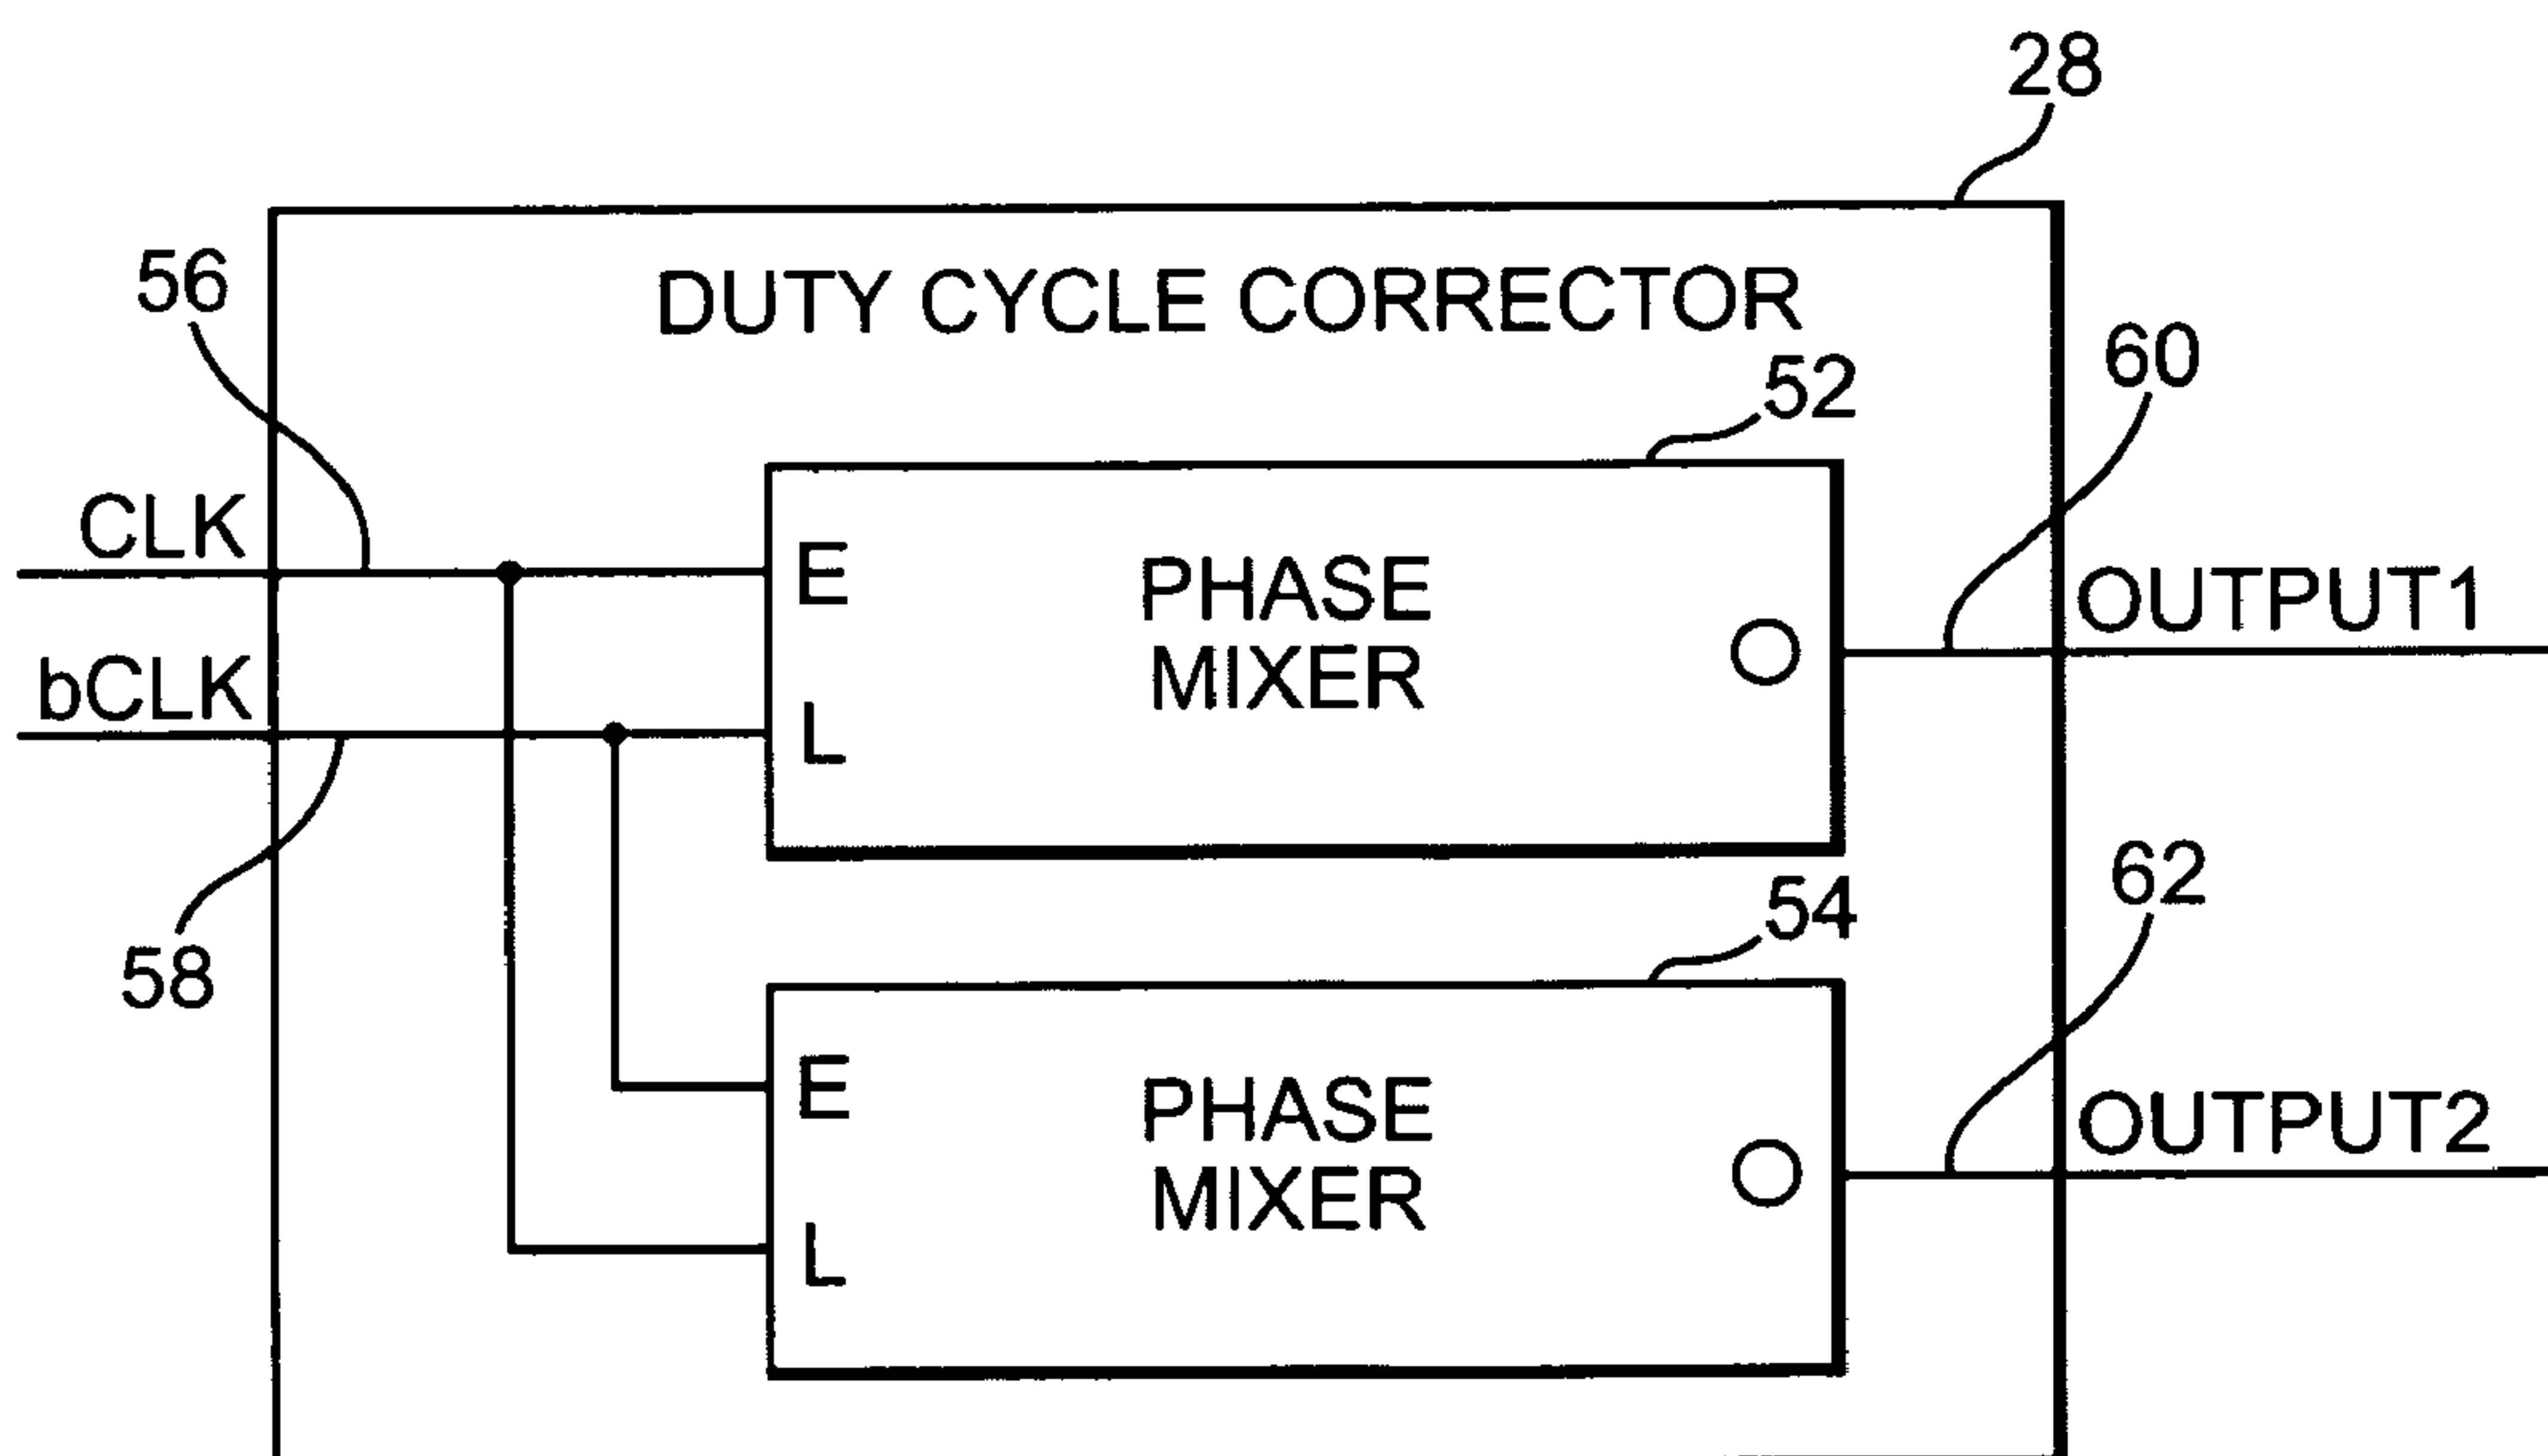 28
DUTY CYCLE CORRECTOR
56
60
52
CLK
E
PHASE
MIXER
O
OUTPUT1
bCLK
L
58
62
54
E
PHASE
MIXER
O
OUTPUT2
L